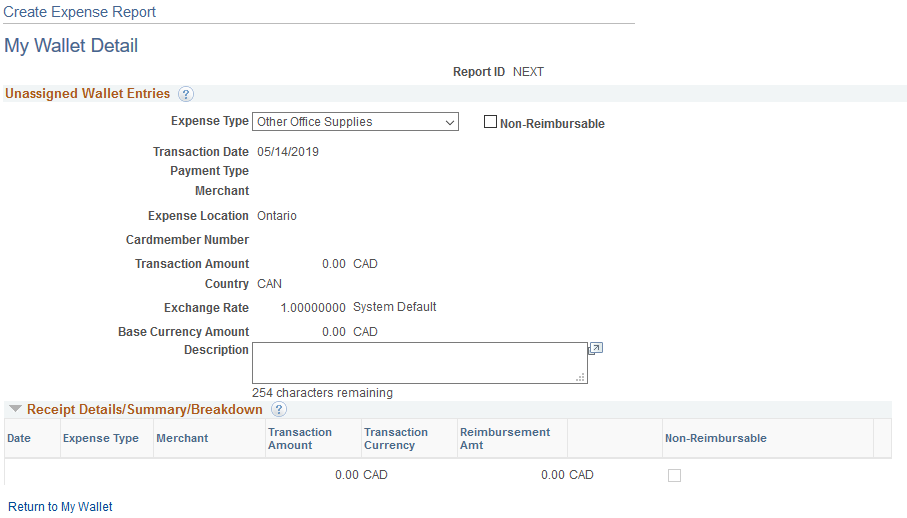 Create Expense Report
My Wallet Detail
Report ID NEXT
Unassigned Wallet Entries ?
Expense Type Other Office Supplies Non-Reimbursable
Transaction Date 05/14/2019
Payment Type
Merchant
Expense Location Ontario
Cardmember Number
Transaction Amount 0.00 CAD
Country CAN
Exchange Rate 1.00000000 System Default
Base Currency Amount 0.00 CAD
Description
254 characters remaining
Receipt Details/Summary/Breakdown ?
Date Expense Type Merchant Transaction Amount Transaction Currency Reimbursement Amt Non-Reimbursable
0.00 CAD 0.00 CAD
Return to My Wallet